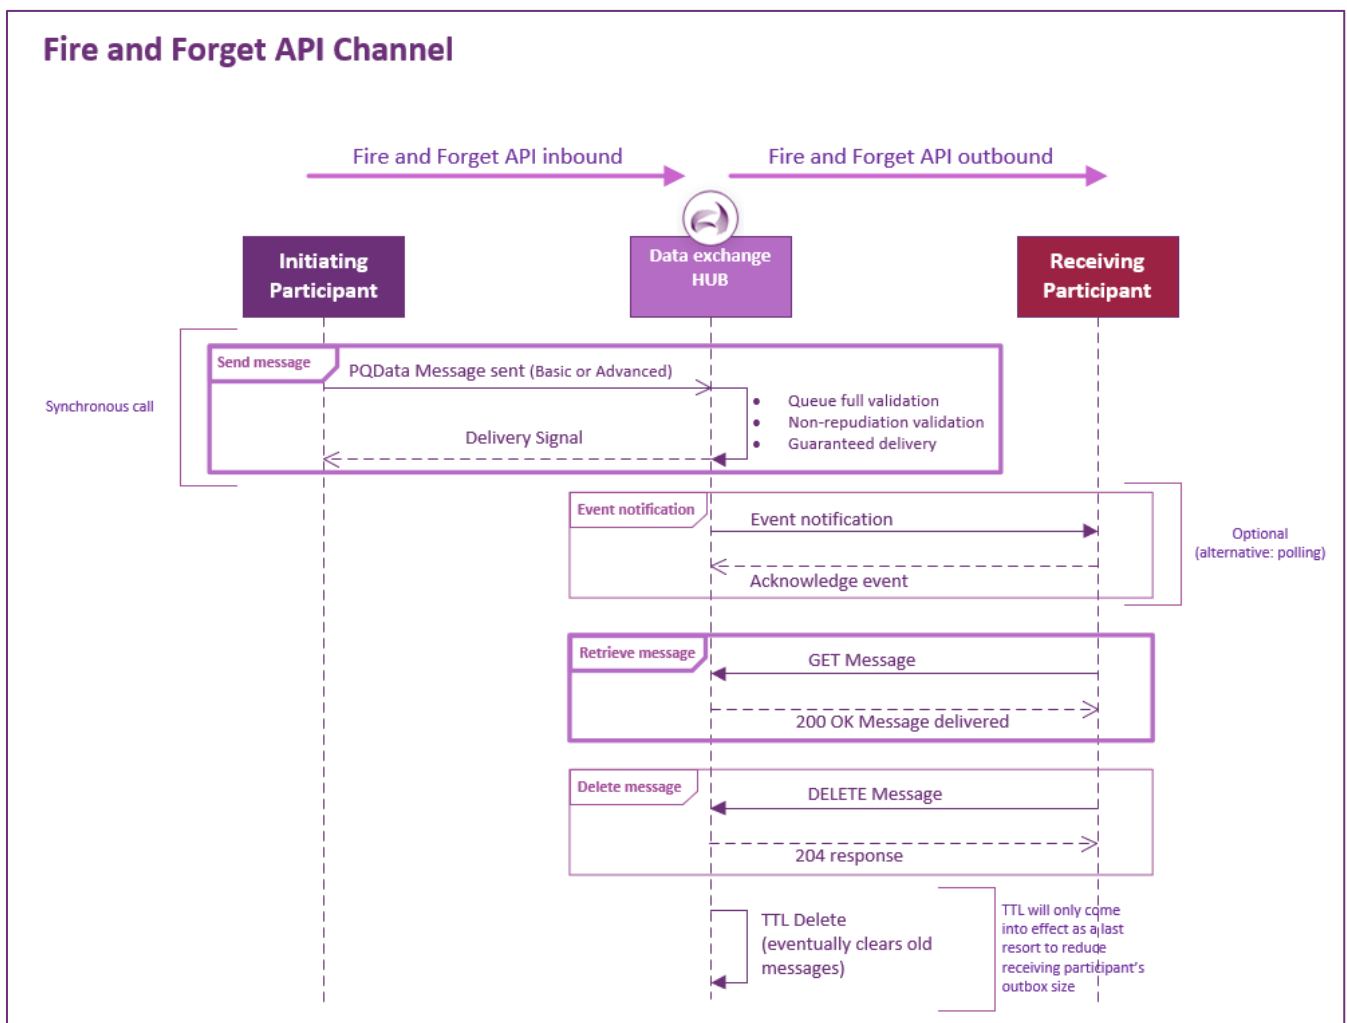 Fire and Forget API Channel
Fire and Forget API inbound
Fire and Forget API outbound
Initiating
Participant
Data exchange
HUB
Receiving
Participant
Send message
PQData Message sent (Basic or Advanced)
Synchronous call
• Queue full validation
• Non-repudiation validation
• Guaranteed delivery
Delivery Signal
Event notification
Event notification
Optional
(alternative: polling)
Acknowledge event
Retrieve message
GET Message
200 OK Message delivered
Delete message
DELETE Message
204 response
TTL Delete
(eventually clears old
messages)
TTL will only come
into effect as a last
resort to reduce
receiving participant's
outbox size